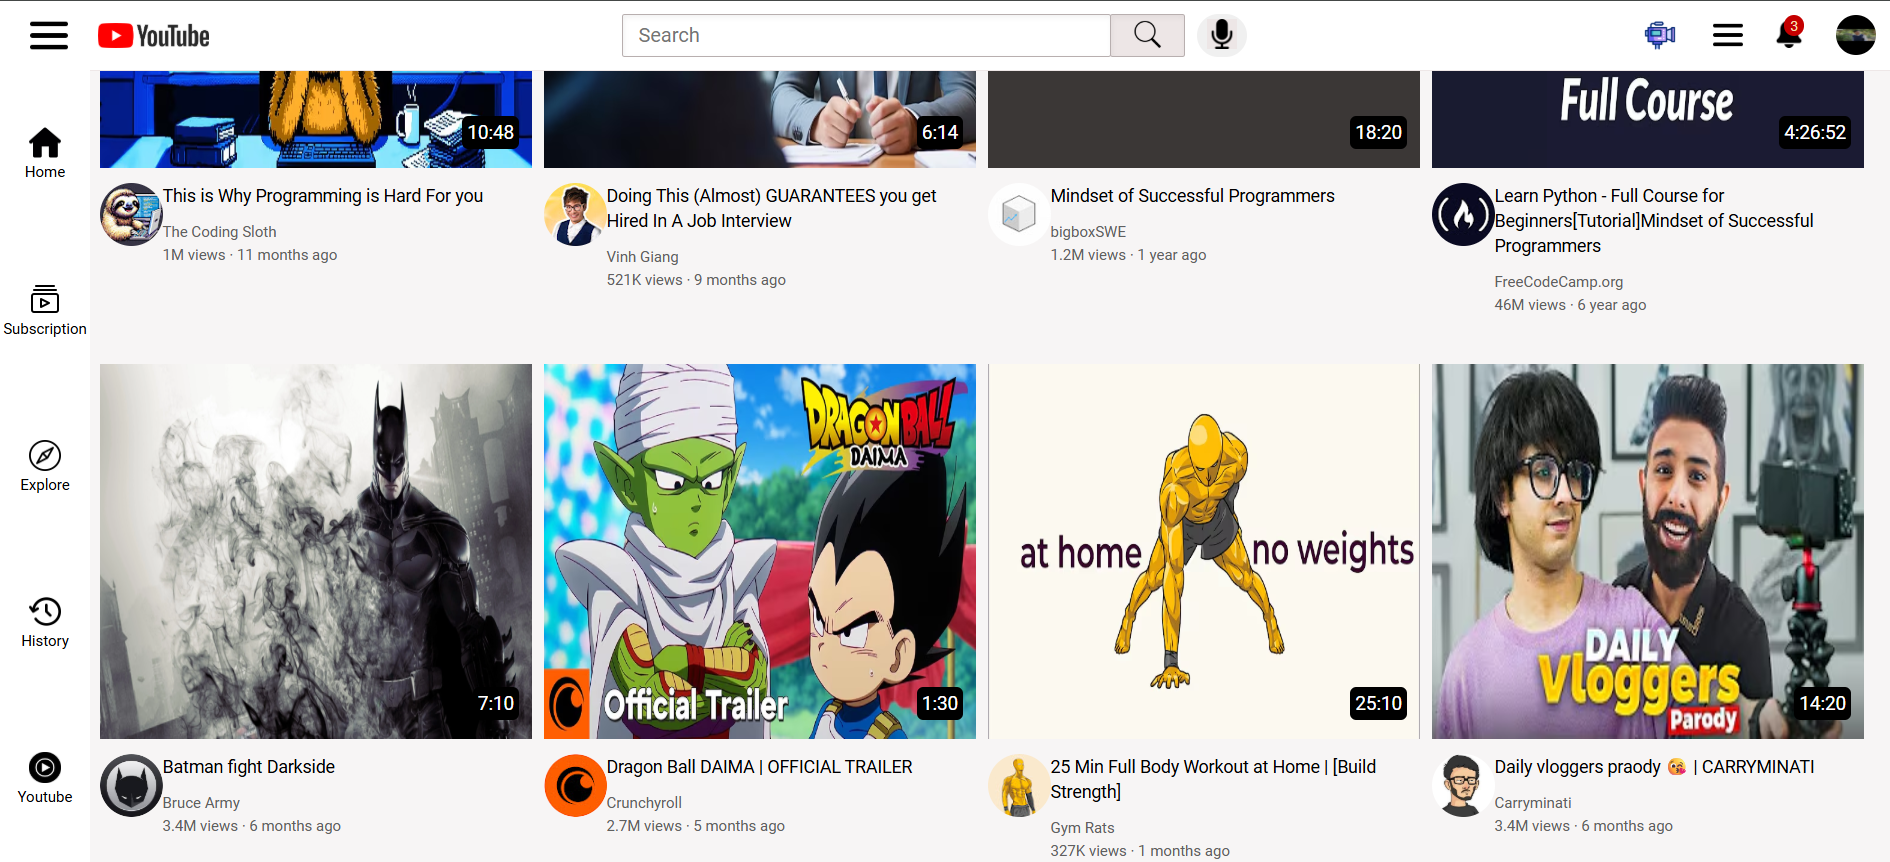 YouTube
Search
3
Home
Subscription
Explore
History
Youtube
10:48
6:14
18:20
Full Course
4:26:52
This is Why Programming is Hard For you
The Coding Sloth
1M views · 11 months ago
Doing This (Almost) GUARANTEES you get
Hired In A Job Interview
Vinh Giang
521K views · 9 months ago
Mindset of Successful Programmers
bigboxSWE
1.2M views · 1 year ago
Learn Python - Full Course for
Beginners[Tutorial]Mindset of Successful
Programmers
FreeCodeCamp.org
46M views · 6 year ago
7:10
DRAGON BALL
DAIMA
Official Trailer
1:30
at home no weights
25:10
DAILY
Vloggers
Parody
14:20
Batman fight Darkside
Bruce Army
3.4M views · 6 months ago
Dragon Ball DAIMA | OFFICIAL TRAILER
Crunchyroll
2.7M views · 5 months ago
25 Min Full Body Workout at Home | [Build
Strength]
Gym Rats
327K views · 1 months ago
Daily vloggers praody 😘 | CARRYMINATI
Carryminati
3.4M views · 6 months ago